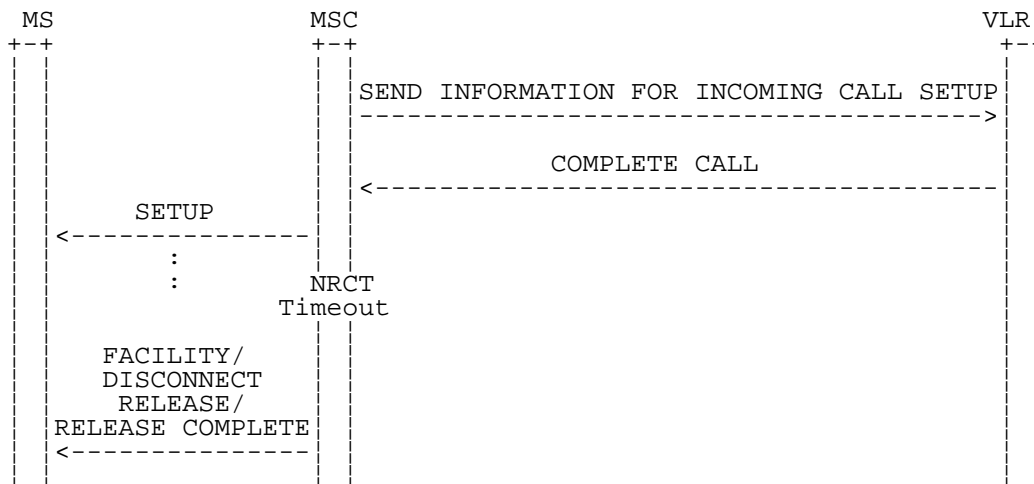 MS MSC VLR
SEND INFORMATION FOR INCOMING CALL SETUP
COMPLETE CALL
SETUP
:
: NRCT
Timeout
FACILITY/
DISCONNECT
RELEASE/
RELEASE COMPLETE